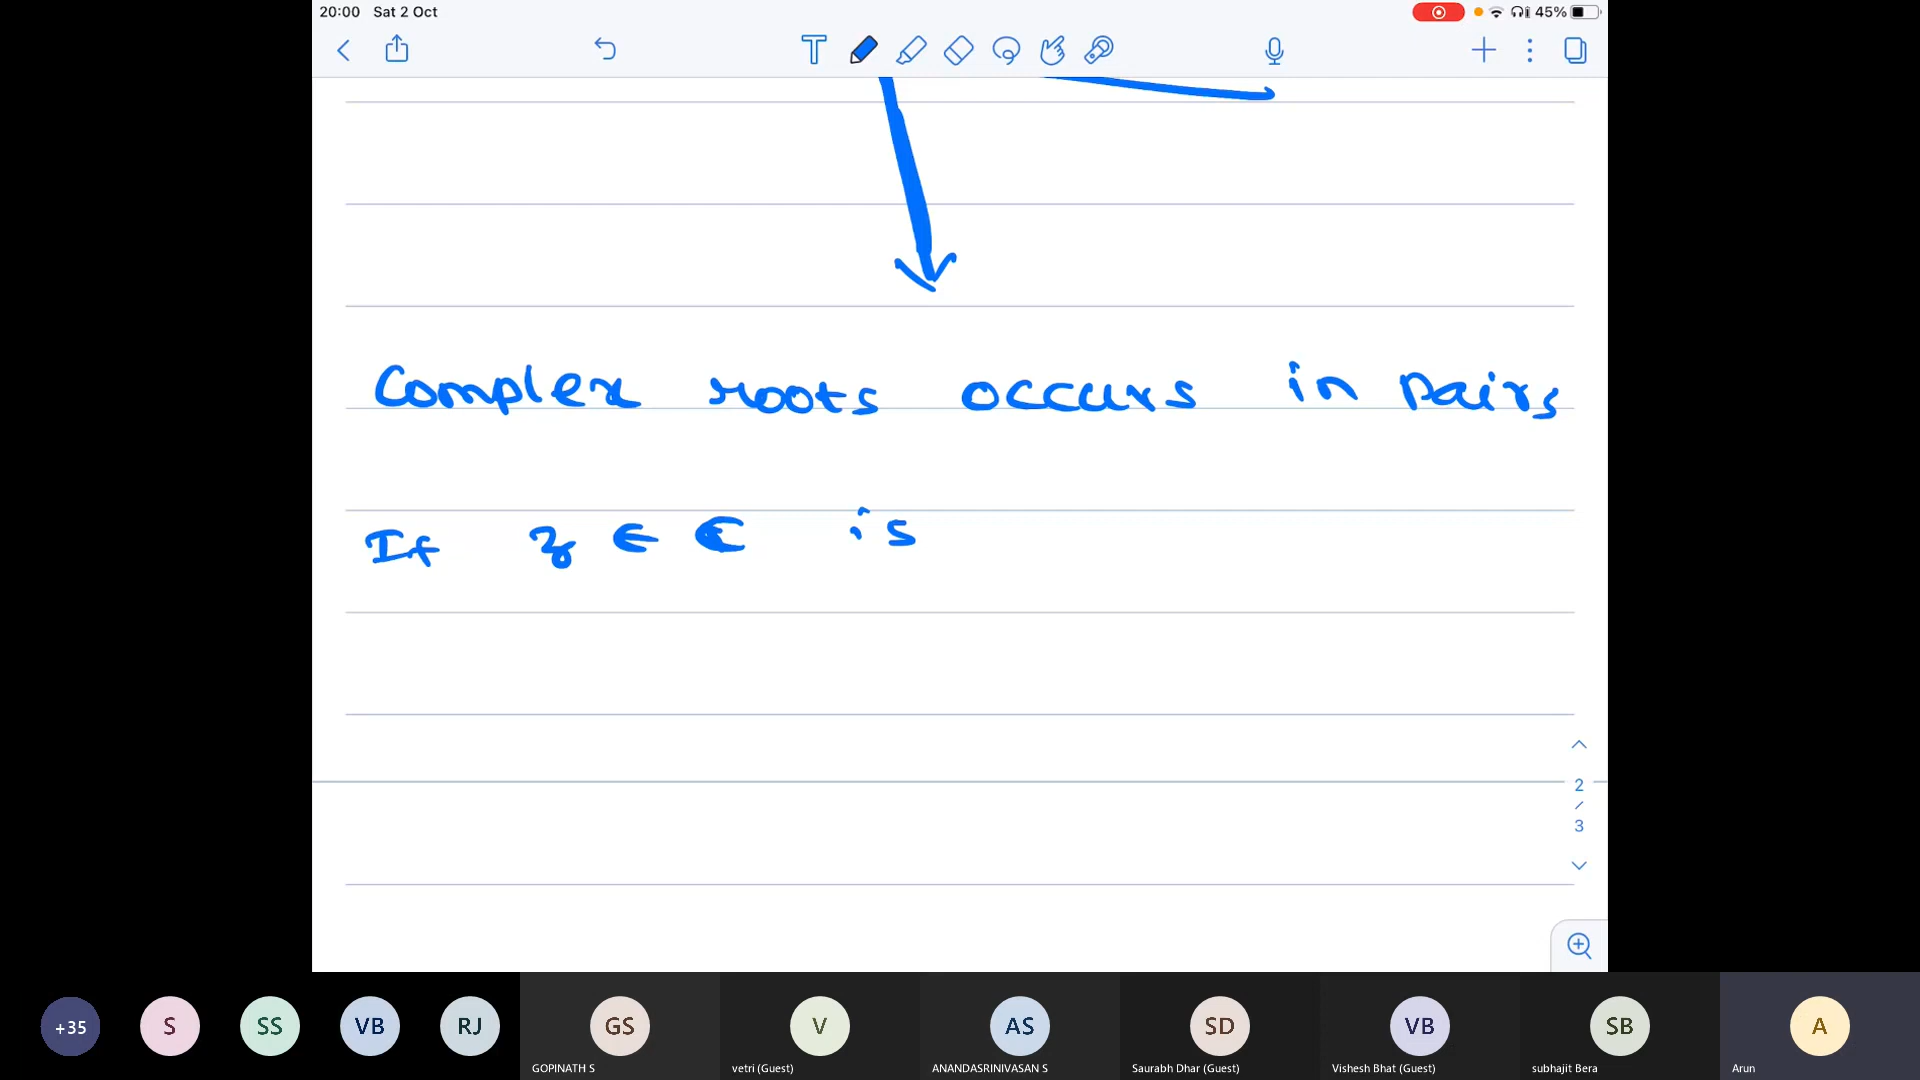 20:00 Sat 2 Oct
45%
T
Complex roots occurs in pairs
If z ∈ ℂ is
2
/
3
+35
S
SS
VB
RJ
GS
V
AS
SD
VB
SB
A
GOPINATH S
vetri (Guest)
ANANDASRINIVASAN S
Saurabh Dhar (Guest)
Vishesh Bhat (Guest)
subhajit Bera
Arun